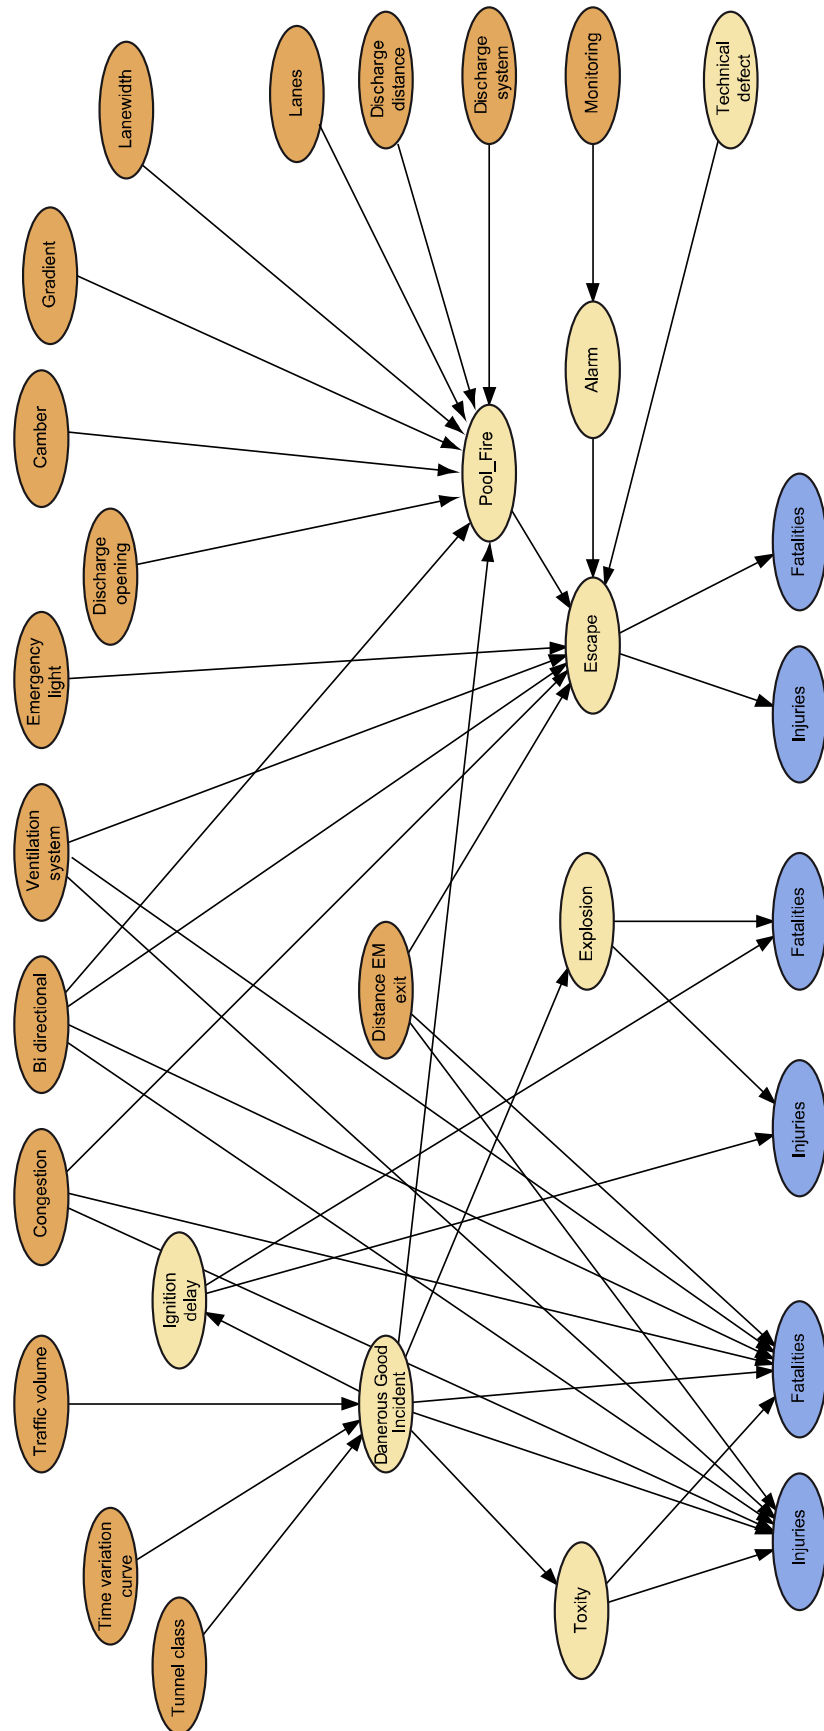 Traffic volume
Congestion
Bi directional
Ventilation
system
Emergency
light
Camber
Gradient
Time variation
curve
Discharge
opening
Lanewidth
Tunnel class
Ignition
delay
Lanes
Danerous Good
Incident
Distance EM
exit
Discharge
distance
Pool_Fire
Discharge
system
Toxity
Explosion
Escape
Alarm
Monitoring
Technical
defect
Injuries
Fatalities
Injuries
Fatalities
Injuries
Fatalities